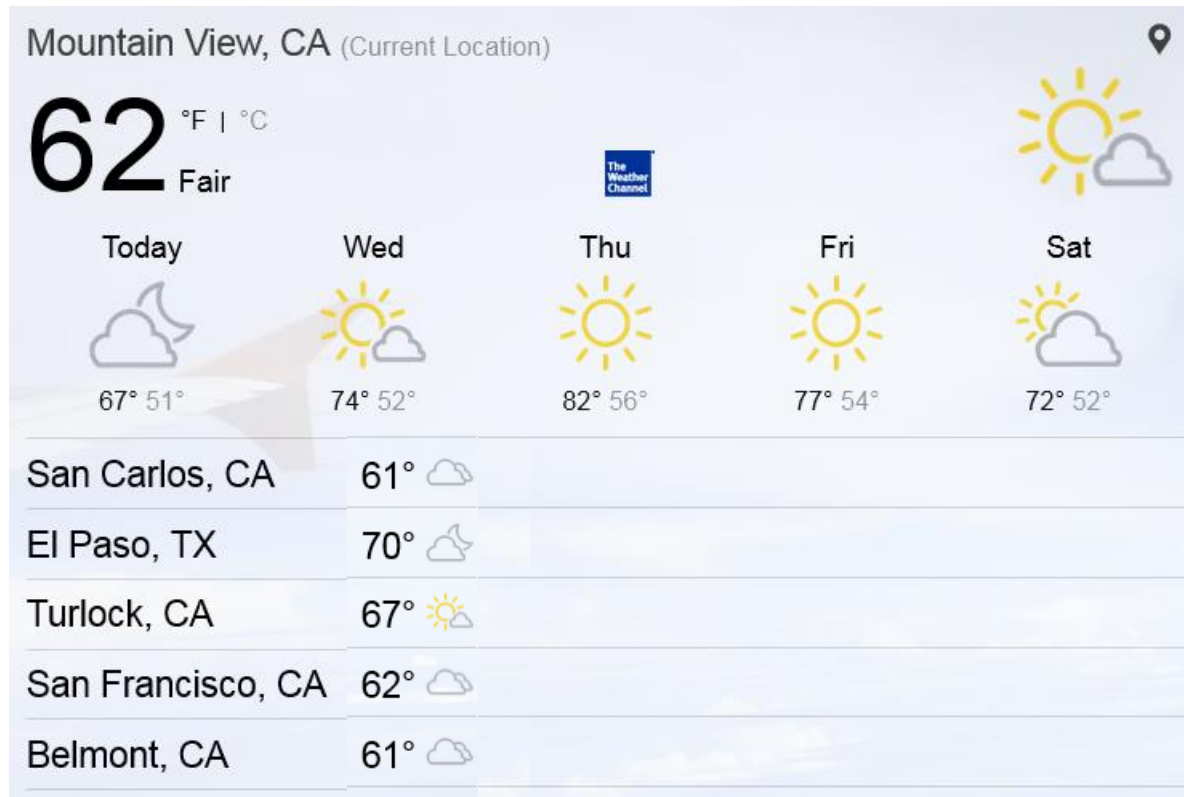 Mountain View, CA (Current Location)
62 °F | °C
Fair
The
Weather
Channel
Today Wed Thu Fri Sat
67° 51° 74° 52° 82° 56° 77° 54° 72° 52°
San Carlos, CA 61°
El Paso, TX 70°
Turlock, CA 67°
San Francisco, CA 62°
Belmont, CA 61°